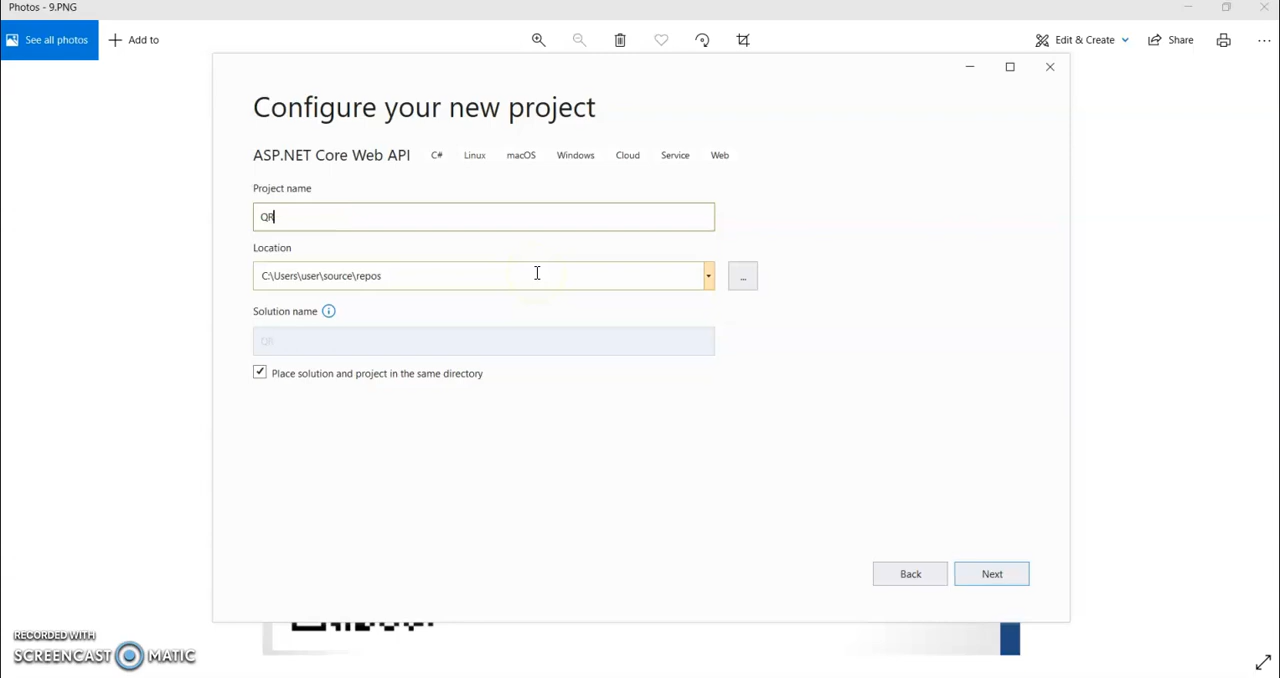 Photos - 9.PNG
See all photos
Add to
Edit & Create
Share
Configure your new project
ASP.NET Core Web API C# Linux macOS Windows Cloud Service Web
Project name
QR
Location
C:\Users\user\source\repos
...
Solution name
QR
Place solution and project in the same directory
Back
Next
RECORDED WITH
SCREENCAST MATIC